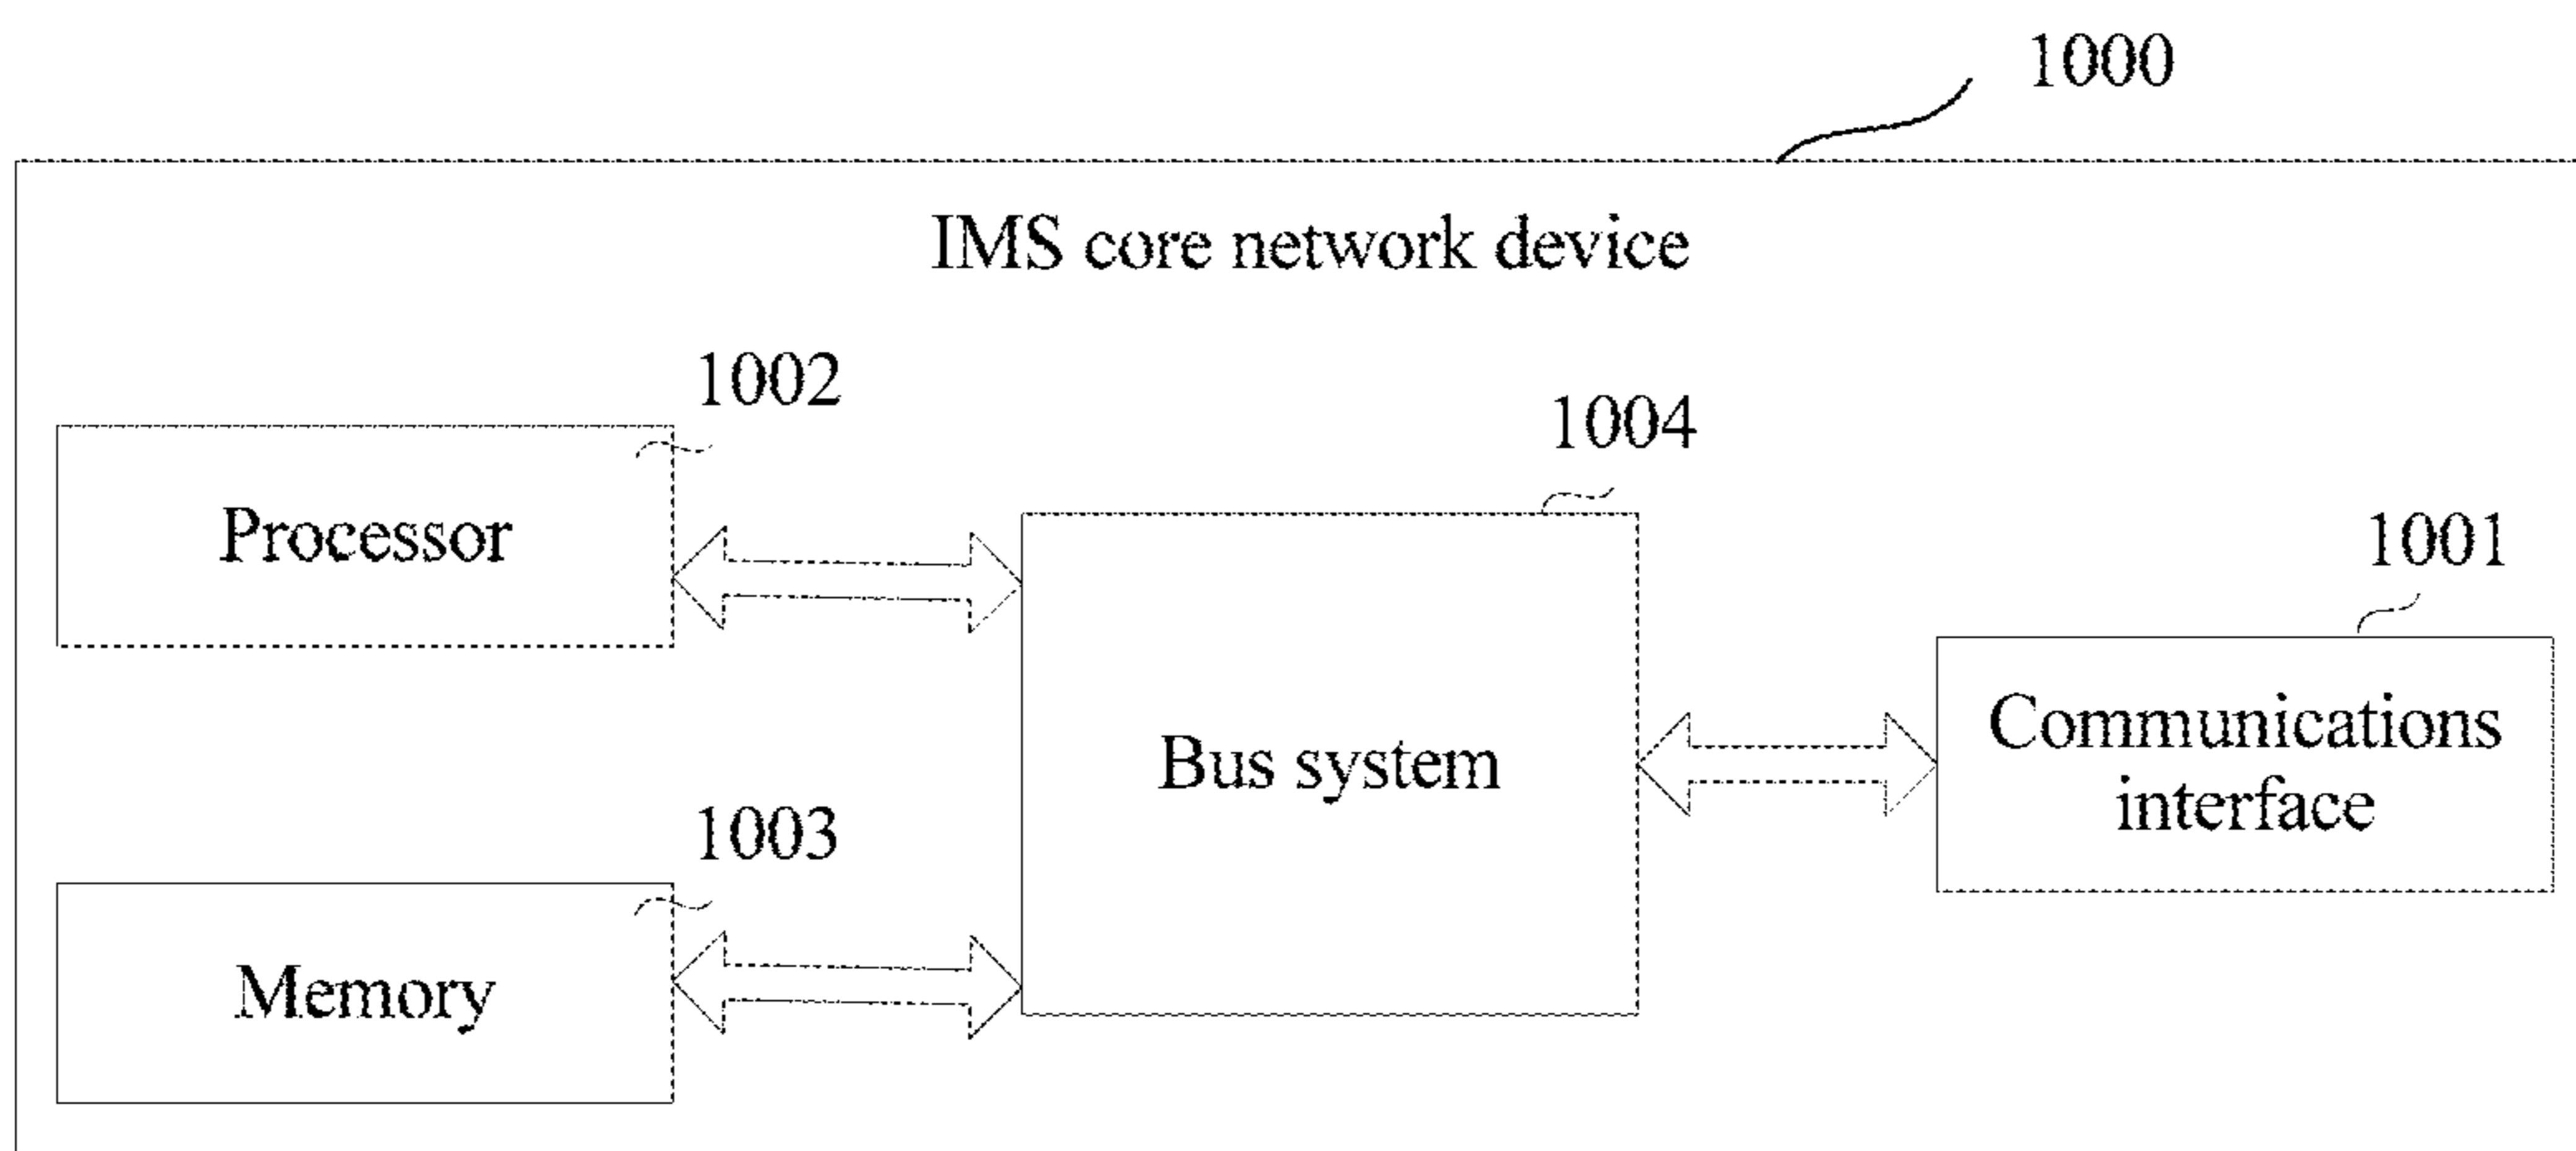 1000
IMS core network device
1002
1004
Processor
1001
Communications
interface
Bus system
1003
Memory